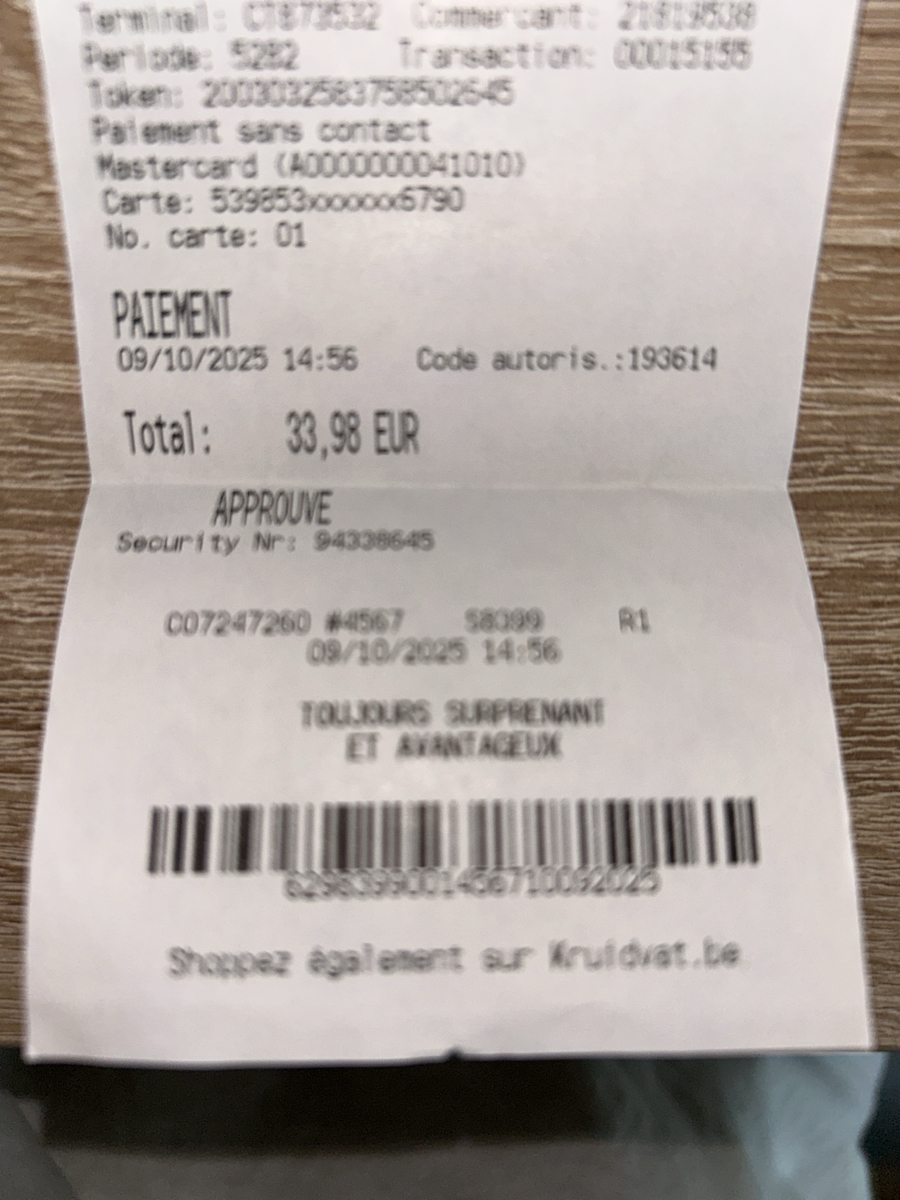 Terminal: CT873532 Commercant: 21819538
Periode: 5282 Transaction: 00015155
Token: 2003032583758502645
Paiement sans contact
Mastercard (A0000000041010)
Carte: 539853xxxxxxx6790
No. carte: 01
PAIEMENT
09/10/2025 14:56 Code autoris.:193614
Total: 33,98 EUR
APPROUVE
Security Nr: 94338645
C07247260 #4567 S8399 R1
09/10/2025 14:56
TOUJOURS SURPRENANT
ET AVANTAGEUX
Shoppez également sur Kruidvat.be